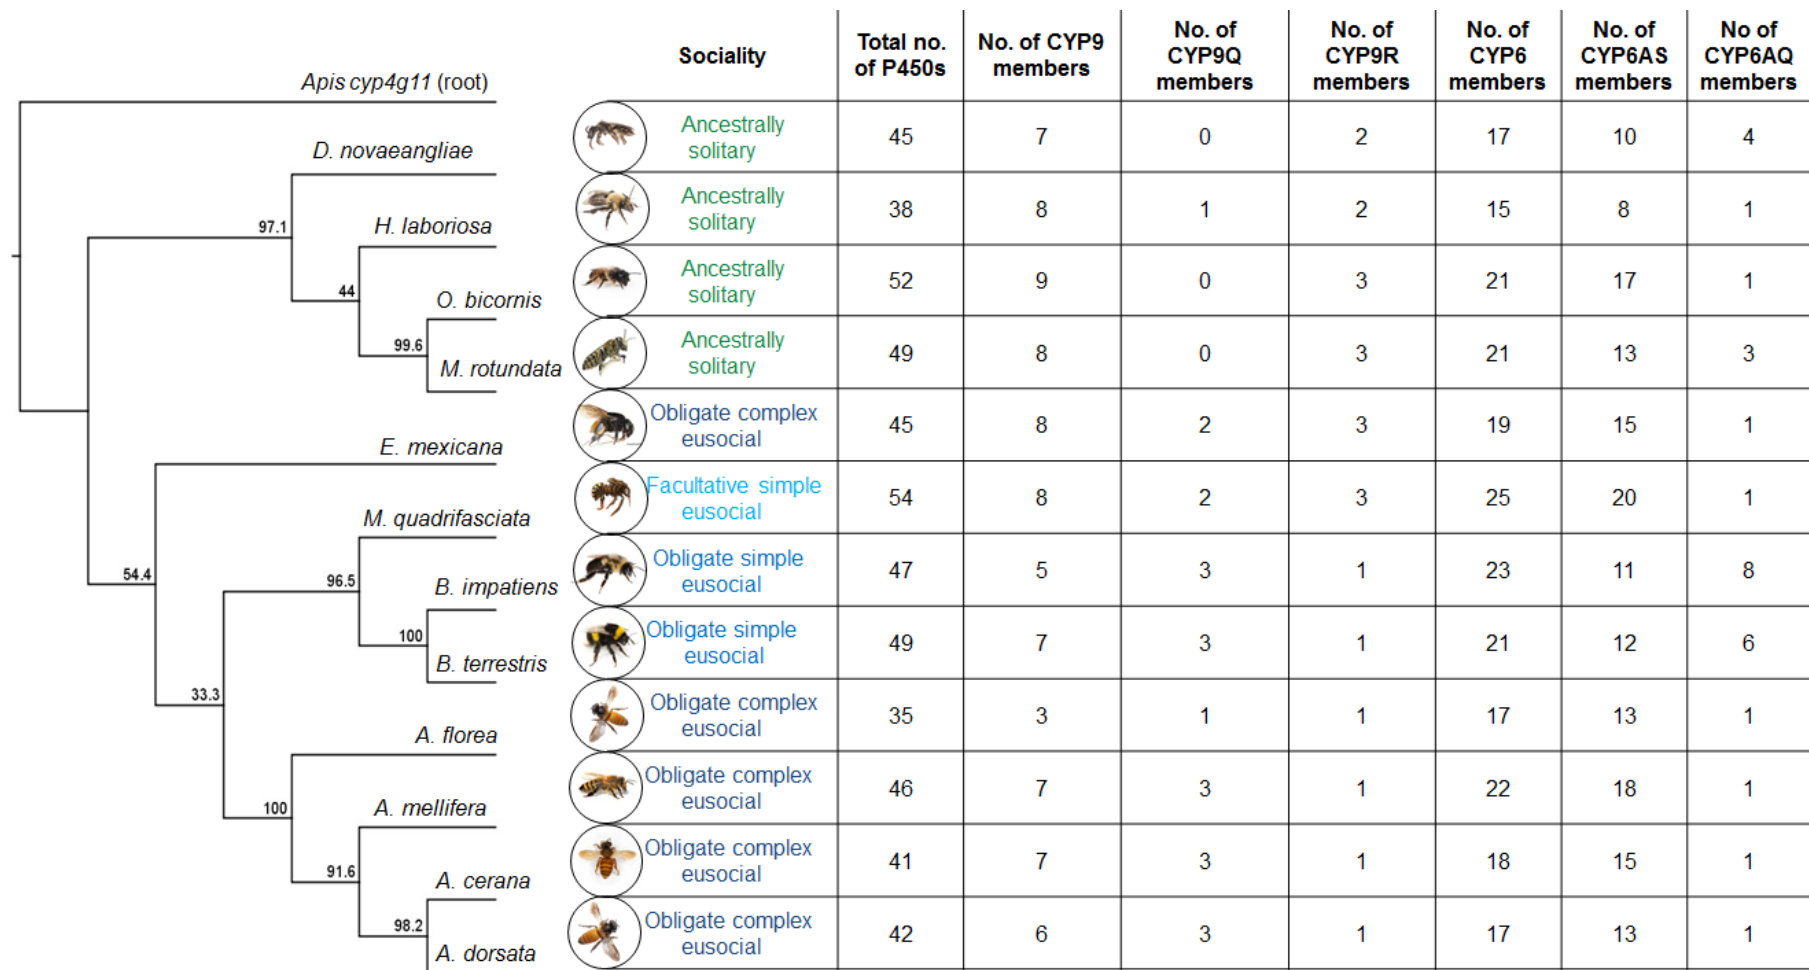 Sociality
Total no.
of P450s
No. of CYP9
members
No. of
CYP9Q
members
No. of
CYP9R
members
No. of
CYP6
members
No. of
CYP6AS
members
No of
CYP6AQ
members
Apis cyp4g11 (root)
D. novaeangliae
Ancestrally
solitary
45 7 0 2 17 10 4
97.1
H. laboriosa
Ancestrally
solitary
38 8 1 2 15 8 1
44
O. bicornis
Ancestrally
solitary
52 9 0 3 21 17 1
99.6
M. rotundata
Ancestrally
solitary
49 8 0 3 21 13 3
E. mexicana
Obligate complex
eusocial
45 8 2 3 19 15 1
54.4
M. quadrifasciata
Facultative simple
eusocial
54 8 2 3 25 20 1
96.5
B. impatiens
Obligate simple
eusocial
47 5 3 1 23 11 8
100
B. terrestris
Obligate simple
eusocial
49 7 3 1 21 12 6
33.3
A. florea
Obligate complex
eusocial
35 3 1 1 17 13 1
100
A. mellifera
Obligate complex
eusocial
46 7 3 1 22 18 1
91.6
A. cerana
Obligate complex
eusocial
41 7 3 1 18 15 1
98.2
A. dorsata
Obligate complex
eusocial
42 6 3 1 17 13 1